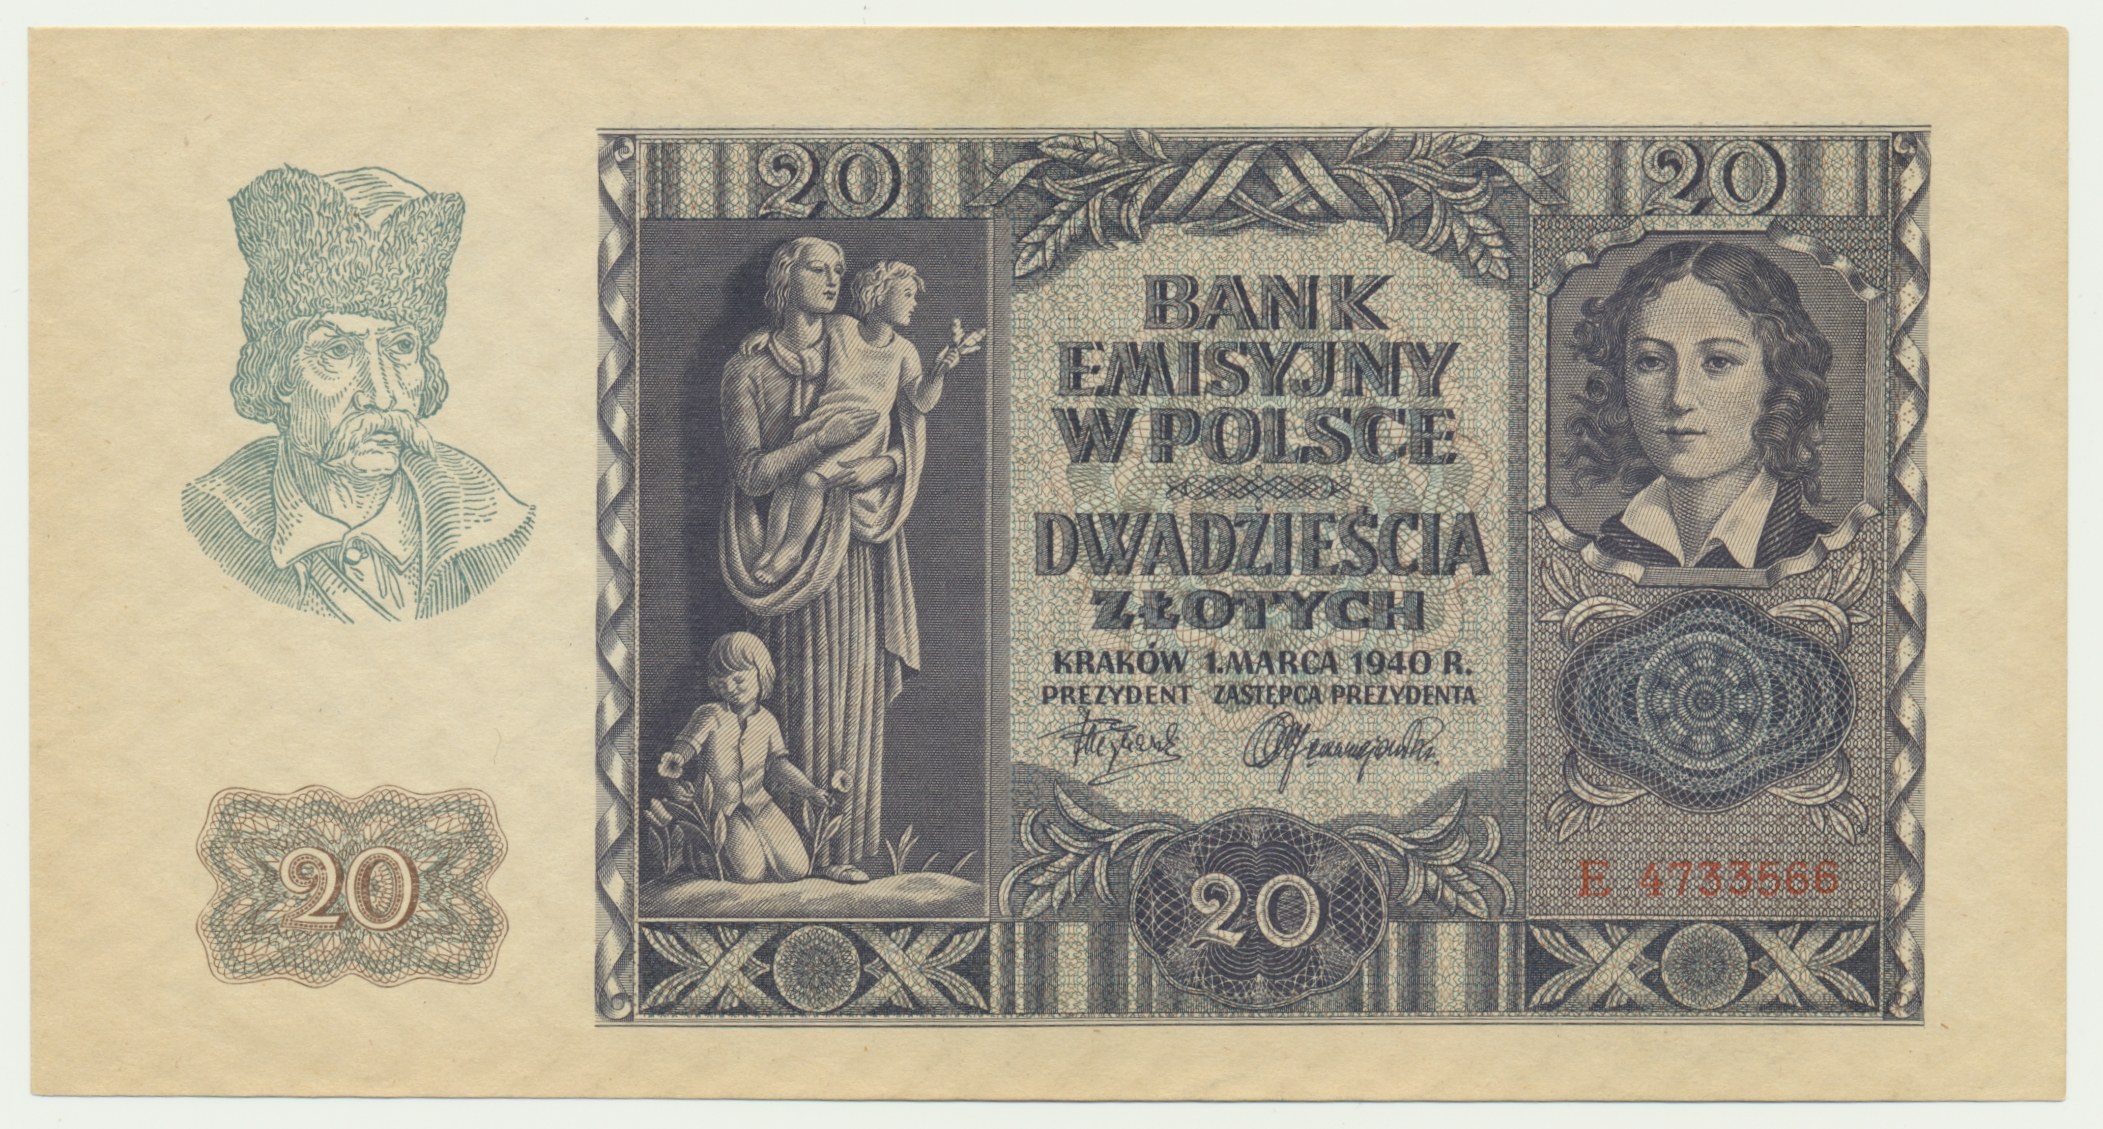 20 20
BANK
EMISYJNY
W POLSCE
DWADZIEŚCIA
ZŁOTYCH
KRAKÓW 1. MARCA 1940 R.
PREZYDENT ZASTĘPCA PREZYDENTA
E 4733566
20
20